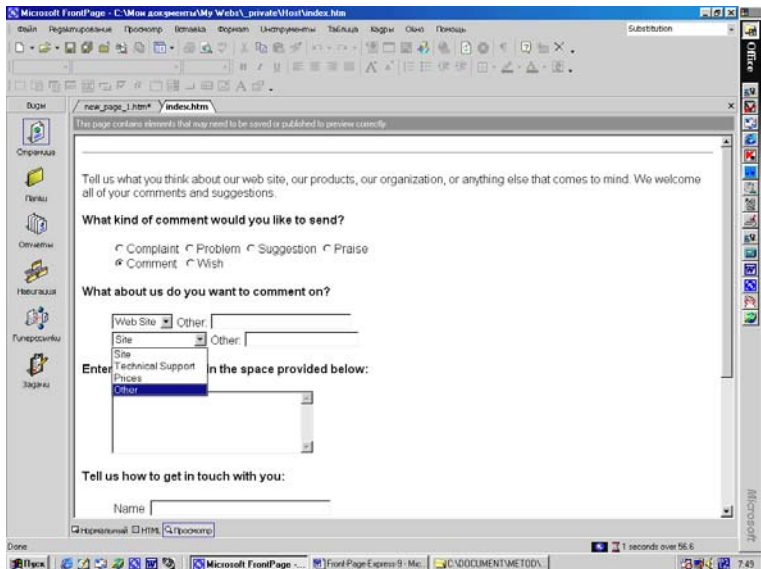 Microsoft FrontPage - C:\Мои документы\My Webs\_private\Host\index.htm
Файл Редактирование Просмотр Вставка Формат Инструменты Таблица Кадры Окно Помощь
Substitution
Office
Виды
new_page_1.htm* index.htm
This page contains elements that may need to be saved or published to preview correctly.
Страница
Папки
Отчеты
Навигация
Гиперссылки
Задачи
Tell us what you think about our web site, our products, our organization, or anything else that comes to mind. We welcome
all of your comments and suggestions.
What kind of comment would you like to send?
Complaint Problem Suggestion Praise
Comment Wish
What about us do you want to comment on?
Web Site Other:
Site Other:
Site
Technical Support
Prices
Other
Enter in the space provided below:
Tell us how to get in touch with you:
Name
Нормальный HTML Просмотр
Done
1 seconds over 56.6
Microsoft
Пуск Microsoft FrontPage -... FrontPage-Express-9 - Mic... C:\DOCUMENT\METOD\... 7:49